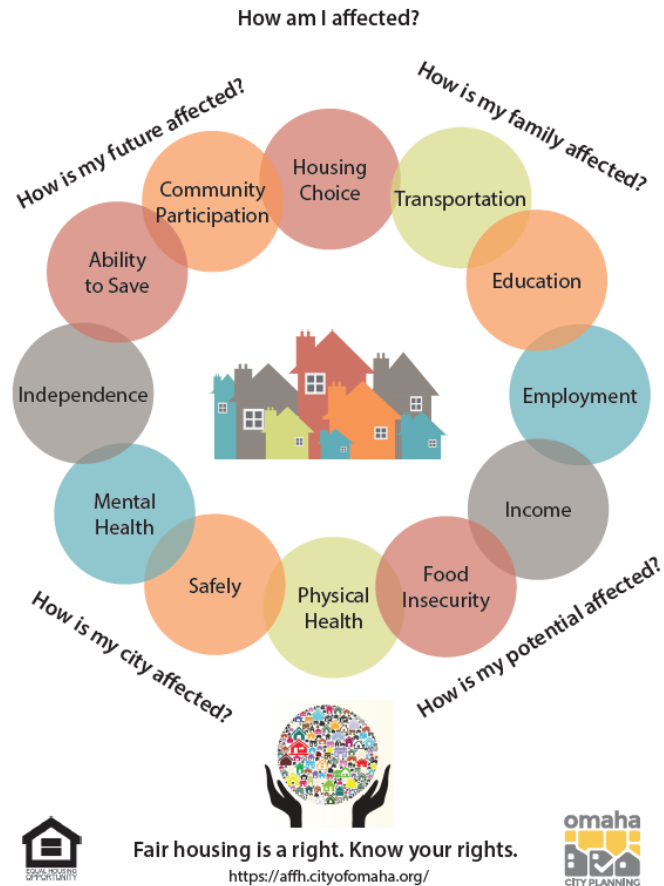 How am I affected?
How is my future affected?
How is my family affected?
Housing
Choice
Transportation
Education
Employment
Income
Food
Insecurity
Physical
Health
Safely
Mental
Health
Independence
Ability
to Save
Community
Participation
How is my city affected?
How is my potential affected?
EQUAL HOUSING
OPPORTUNITY
Fair housing is a right. Know your rights.
https://affh.cityofomaha.org/
omaha
CITY PLANNING